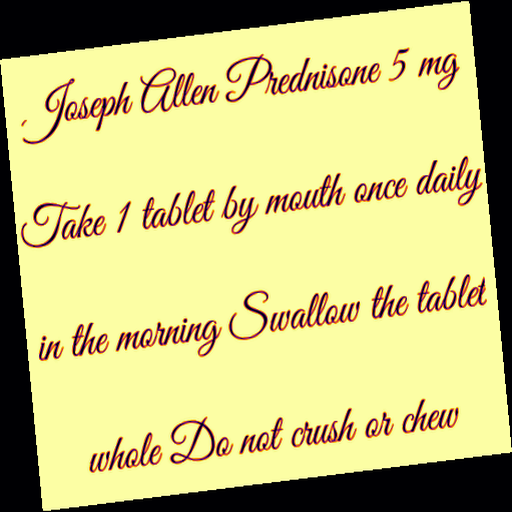 Joseph Allen Prednisone 5 mg
Take 1 tablet by mouth once daily
in the morning Swallow the tablet
whole Do not crush or chew